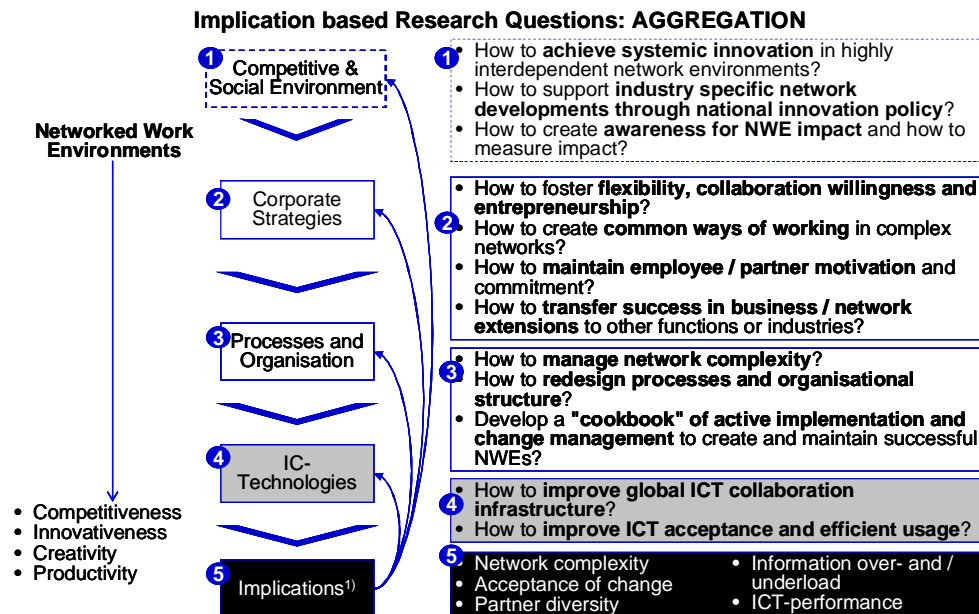 Implication based Research Questions: AGGREGATION
Networked Work
Environments
• Competitiveness
• Innovativeness
• Creativity
• Productivity
1
Competitive &
Social Environment
2
Corporate
Strategies
3
Processes and
Organisation
4
IC-
Technologies
5
Implications1)
1
• How to achieve systemic innovation in highly
interdependent network environments?
• How to support industry specific network
developments through national innovation policy?
• How to create awareness for NWE impact and how to
measure impact?
2
• How to foster flexibility, collaboration willingness and
entrepreneurship?
• How to create common ways of working in complex
networks?
• How to maintain employee / partner motivation and
commitment?
• How to transfer success in business / network
extensions to other functions or industries?
3
• How to manage network complexity?
• How to redesign processes and organisational
structure?
• Develop a "cookbook" of active implementation and
change management to create and maintain successful
NWEs?
4
• How to improve global ICT collaboration
infrastructure?
• How to improve ICT acceptance and efficient usage?
5
• Network complexity
• Acceptance of change
• Partner diversity
• Information over- and /
underload
• ICT-performance